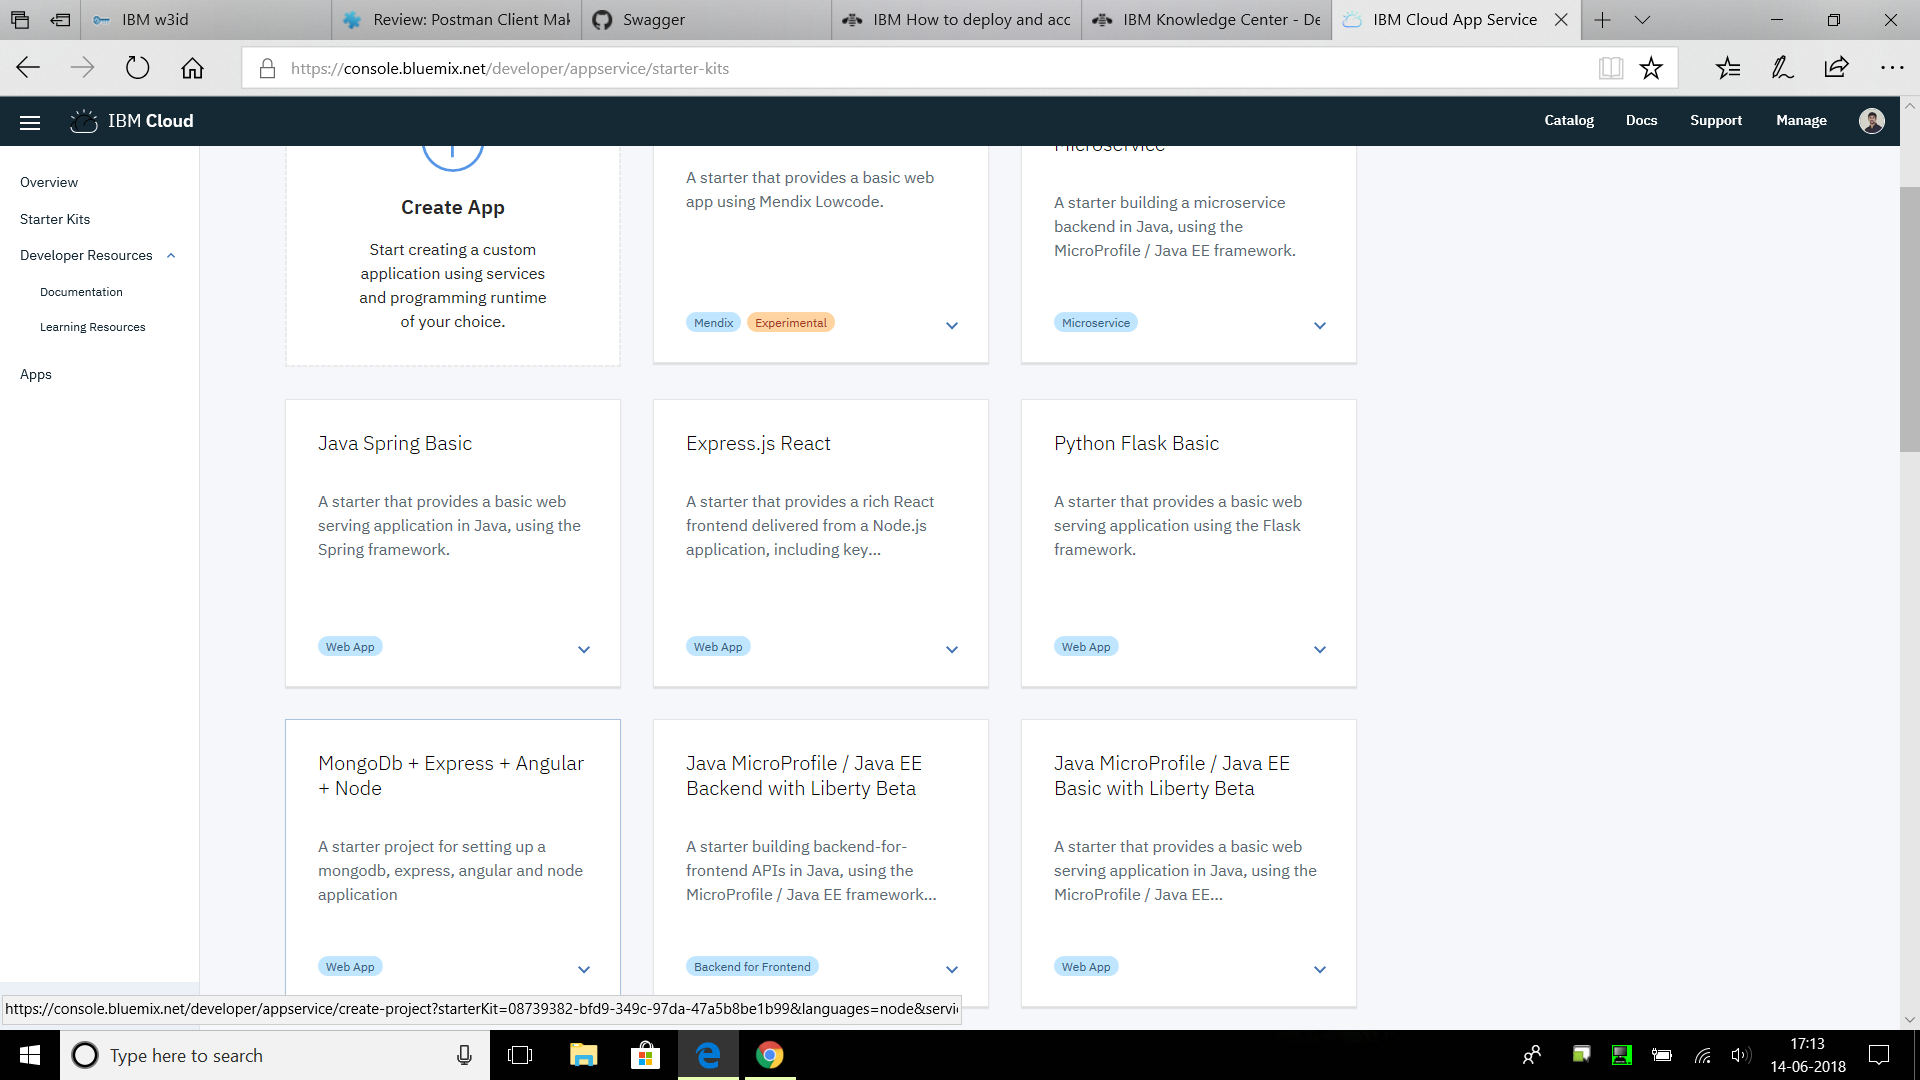 IBM w3id
Review: Postman Client Mak
Swagger
IBM How to deploy and acc
IBM Knowledge Center - De
IBM Cloud App Service
https://console.bluemix.net/developer/appservice/starter-kits
IBM Cloud
Catalog
Docs
Support
Manage
Overview
Starter Kits
Developer Resources
Documentation
Learning Resources
Apps
Create App
Start creating a custom
application using services
and programming runtime
of your choice.
A starter that provides a basic web
app using Mendix Lowcode.
Mendix
Experimental
Microservice
A starter building a microservice
backend in Java, using the
MicroProfile / Java EE framework.
Microservice
Java Spring Basic
A starter that provides a basic web
serving application in Java, using the
Spring framework.
Web App
Express.js React
A starter that provides a rich React
frontend delivered from a Node.js
application, including key...
Web App
Python Flask Basic
A starter that provides a basic web
serving application using the Flask
framework.
Web App
MongoDb + Express + Angular
+ Node
A starter project for setting up a
mongodb, express, angular and node
application
Web App
Java MicroProfile / Java EE
Backend with Liberty Beta
A starter building backend-for-
frontend APIs in Java, using the
MicroProfile / Java EE framework...
Backend for Frontend
Java MicroProfile / Java EE
Basic with Liberty Beta
A starter that provides a basic web
serving application in Java, using the
MicroProfile / Java EE...
Web App
https://console.bluemix.net/developer/appservice/create-project?starterKit=08739382-bfd9-349c-97da-47a5b8be1b99&languages=node&servi
Type here to search
17:13
14-06-2018